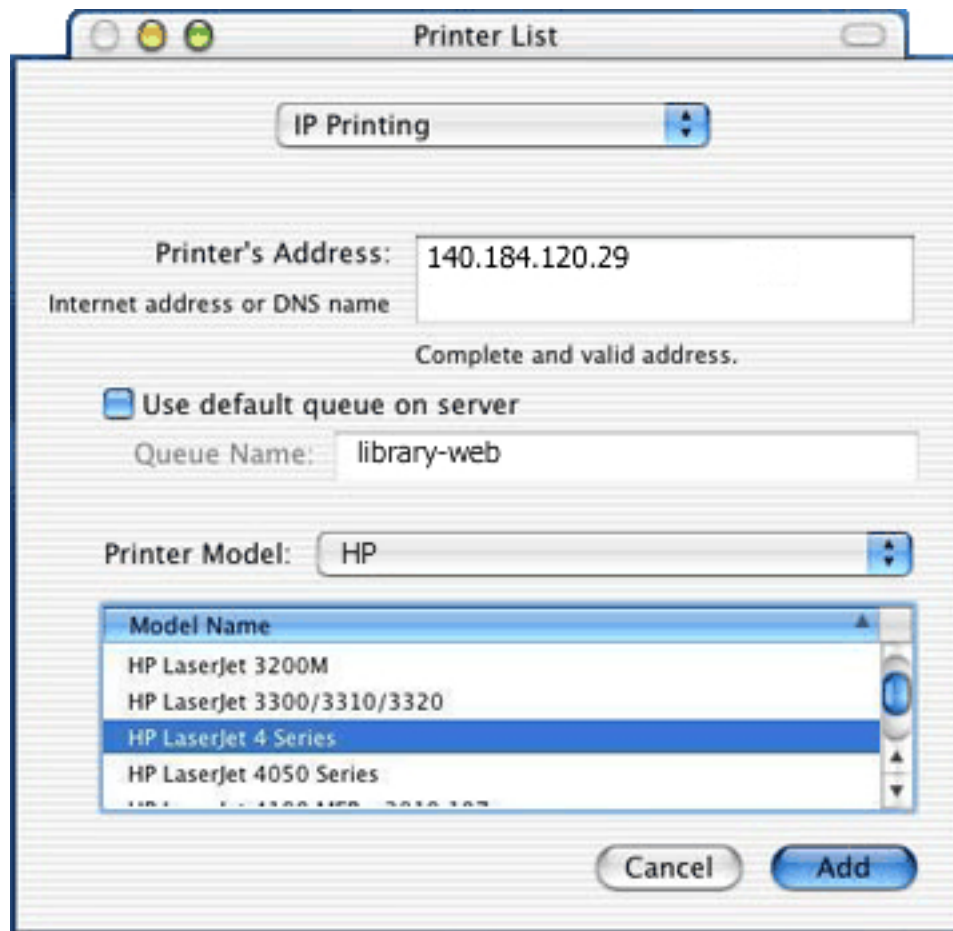 Printer List
IP Printing
Printer's Address: 140.184.120.29
Internet address or DNS name
Complete and valid address.
Use default queue on server
Queue Name: library-web
Printer Model: HP
Model Name
HP LaserJet 3200M
HP LaserJet 3300/3310/3320
HP LaserJet 4 Series
HP LaserJet 4050 Series
Cancel Add